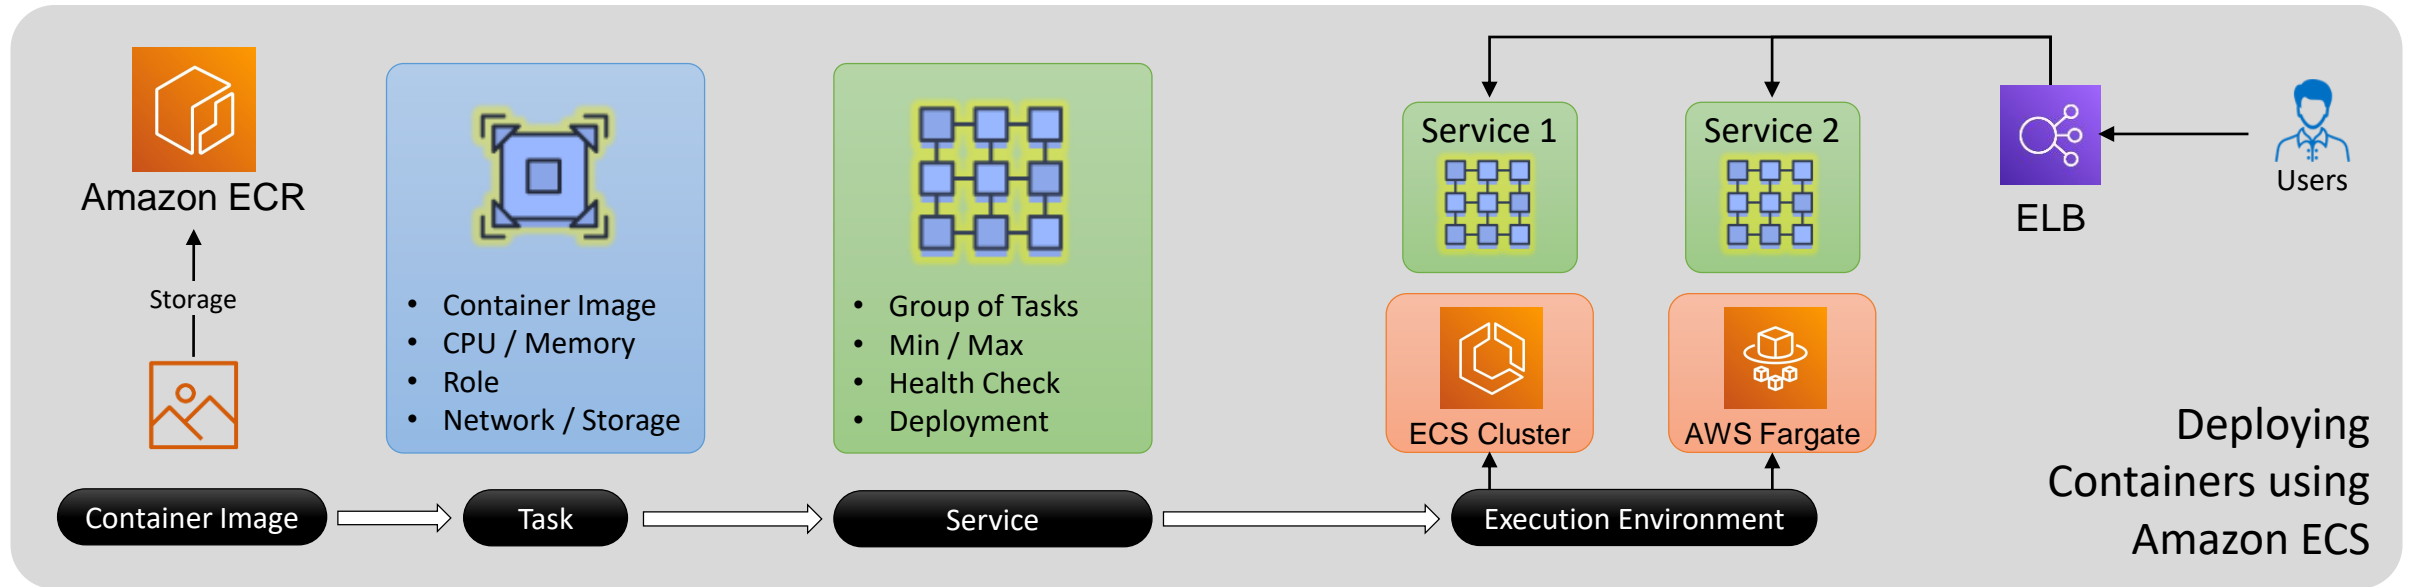 Amazon ECR
Storage
Container Image
• Container Image
• CPU / Memory
• Role
• Network / Storage
Task
• Group of Tasks
• Min / Max
• Health Check
• Deployment
Service
Service 1
Service 2
ECS Cluster
AWS Fargate
Execution Environment
ELB
Users
Deploying
Containers using
Amazon ECS